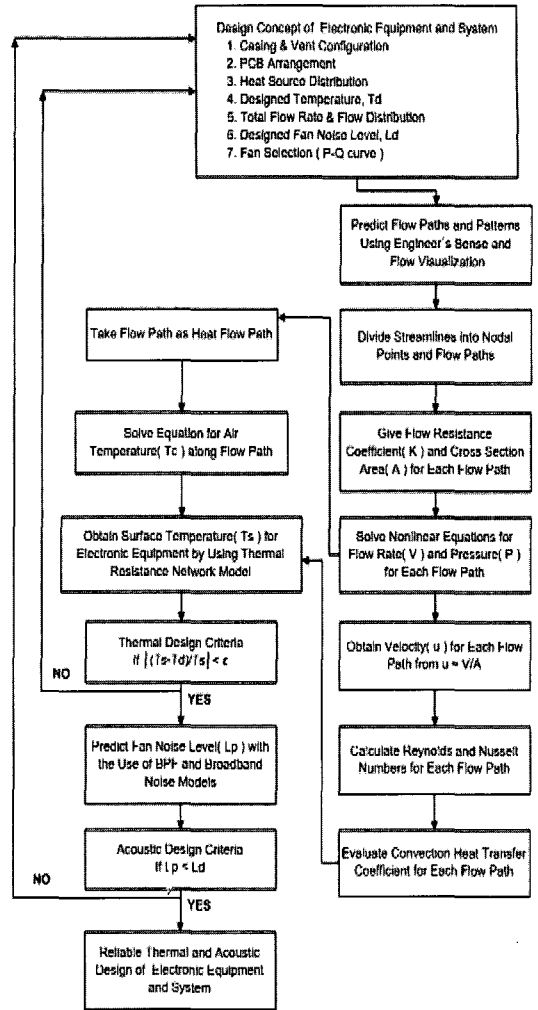 Design Concept of Electronic Equipment and System
1. Casing & Vent Configuration
2. PCB Arrangement
3. Heat Source Distribution
4. Designed Temperature, Td
5. Total Flow Rate & Flow Distribution
6. Designed Fan Noise Level, Ld
7. Fan Selection ( P-Q curve )
Predict Flow Paths and Patterns
Using Engineer's Sense and
Flow Visualization
Divide Streamlines into Nodal
Points and Flow Paths
Give Flow Resistance
Coefficient( K ) and Cross Section
Area( A ) for Each Flow Path
Solve Nonlinear Equations for
Flow Rate( V ) and Pressure( P )
for Each Flow Path
Obtain Velocity( u ) for Each Flow
Path from u = V/A
Calculate Reynolds and Nusselt
Numbers for Each Flow Path
Evaluate Convection Heat Transfer
Coefficient for Each Flow Path
Take Flow Path as Heat Flow Path
Solve Equation for Air
Temperature( Tc ) along Flow Path
Obtain Surface Temperature( Ts ) for
Electronic Equipment by Using Thermal
Resistance Network Model
Thermal Design Criteria
If |(Ts-Td)/Ts| < ε
NO
YES
Predict Fan Noise Level( Lp ) with
the Use of BPF and Broadband
Noise Models
Acoustic Design Criteria
If Lp < Ld
NO
YES
Reliable Thermal and Acoustic
Design of Electronic Equipment
and System